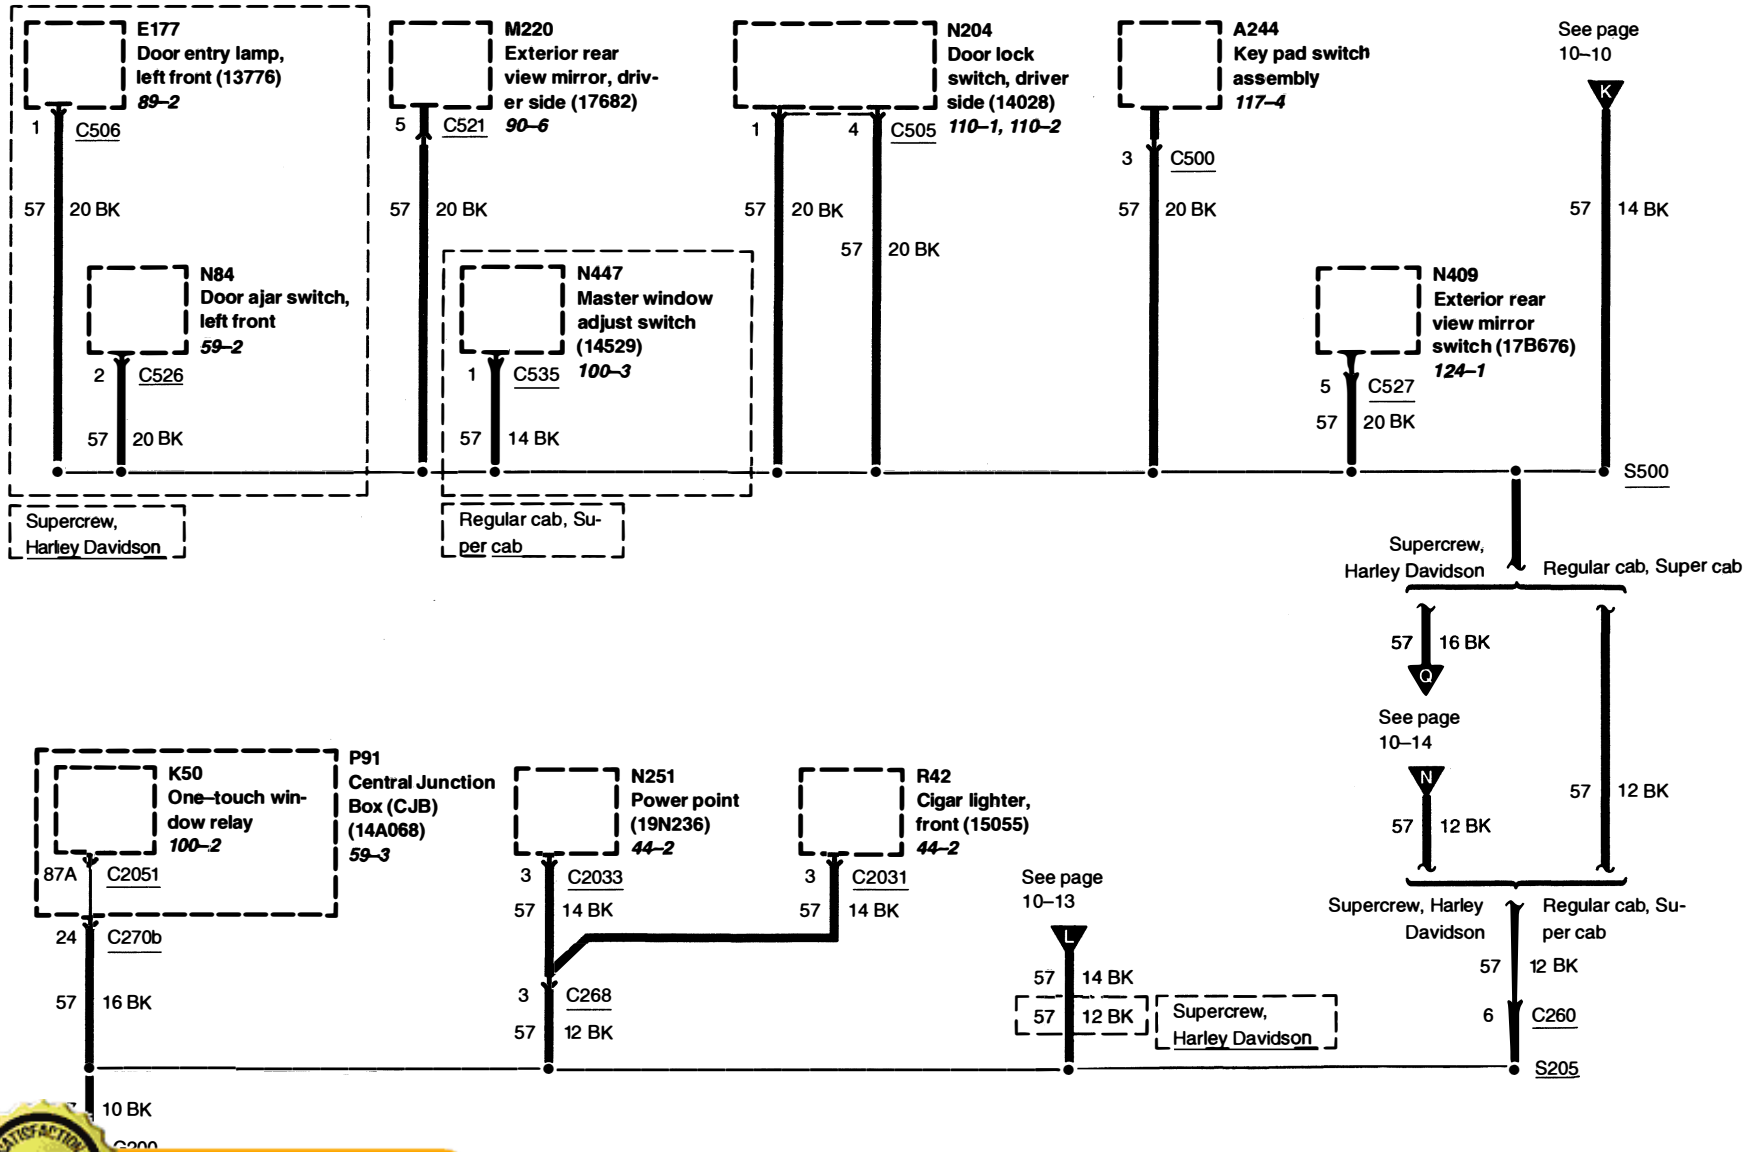 E177
Door entry lamp,
left front (13776)
89–2
1
C506
57
20 BK
N84
Door ajar switch,
left front
59–2
2
C526
57
20 BK
Supercrew,
Harley Davidson
M220
Exterior rear
view mirror, driv-
er side (17682)
90–6
5
C521
57
20 BK
N447
Master window
adjust switch
(14529)
100–3
1
C535
57
14 BK
Regular cab, Su-
per cab
N204
Door lock
switch, driver
side (14028)
110–1, 110–2
1
4
C505
57
20 BK
57
20 BK
A244
Key pad switch
assembly
117–4
3
C500
57
20 BK
N409
Exterior rear
view mirror
switch (17B676)
124–1
5
C527
57
20 BK
See page
10–10
K
57
14 BK
S500
Supercrew,
Harley Davidson
Regular cab, Super cab
57
16 BK
Q
See page
10–14
N
57
12 BK
57
12 BK
Supercrew, Harley
Davidson
Regular cab, Su-
per cab
57
12 BK
6
C260
S205
K50
One–touch win-
dow relay
100–2
87A
C2051
P91
Central Junction
Box (CJB)
(14A068)
59–3
24
C270b
57
16 BK
N251
Power point
(19N236)
44–2
3
C2033
57
14 BK
R42
Cigar lighter,
front (15055)
44–2
3
C2031
57
14 BK
3
C268
57
12 BK
See page
10–13
L
57
14 BK
57
12 BK
Supercrew,
Harley Davidson
10 BK
G200